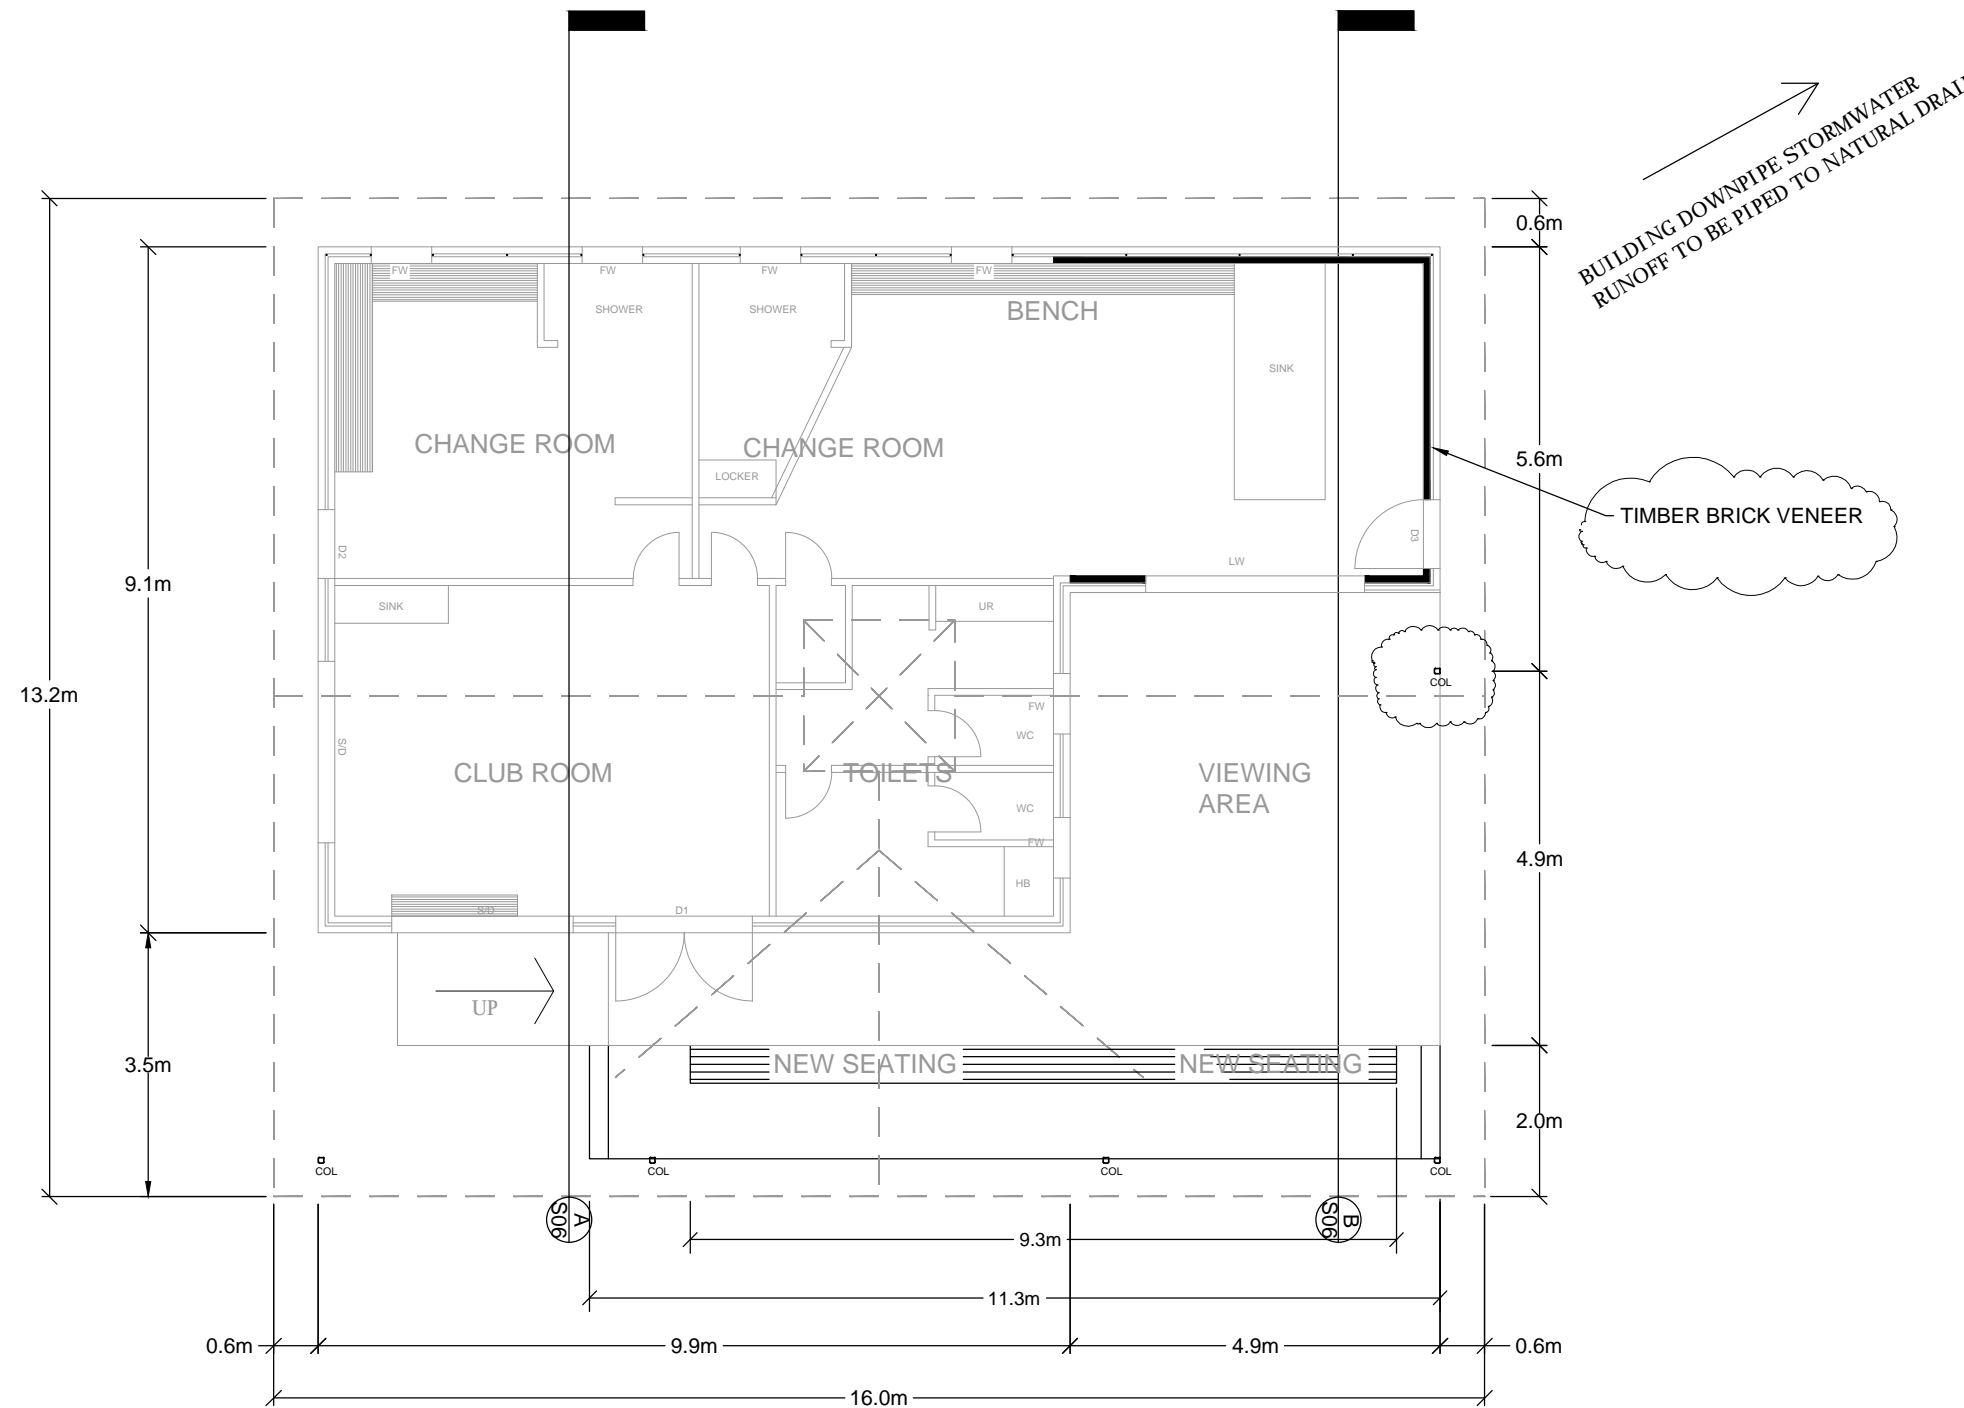 BUILDING DOWNPIPE STORMWATER
RUNOFF TO BE PIPED TO NATURAL
0.6m
FW
FW
FW
FW
SHOWER
SHOWER
BENCH
SINK
CHANGE ROOM
CHANGE ROOM
LOCKER
5.6m
TIMBER BRICK VENEER
D2
D3
LW
9.1m
SINK
UR
COL
13.2m
FW
WC
S/D
CLUB ROOM
TOILETS
VIEWING
AREA
WC
FW
4.9m
HB
S/D
D1
UP
3.5m
NEW SEATING
NEW SEATING
2.0m
COL
COL
COL
COL
A
S06
B
S06
9.3m
11.3m
0.6m
9.9m
4.9m
0.6m
16.0m